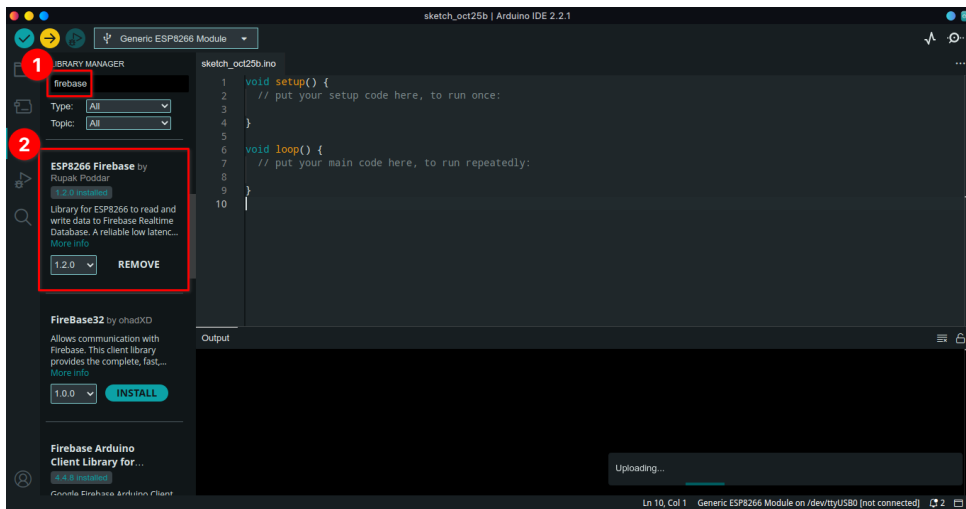 sketch_oct25b | Arduino IDE 2.2.1
Generic ESP8266 Module
1
LIBRARY MANAGER
firebase
Type: All
Topic: All
2
ESP8266 Firebase by
Rupak Poddar
1.2.0 installed
Library for ESP8266 to read and
write data to Firebase Realtime
Database. A reliable low latenc...
More info
1.2.0 REMOVE
FireBase32 by ohadXD
Allows communication with
Firebase. This client library
provides the complete, fast,...
More info
1.0.0 INSTALL
Firebase Arduino
Client Library for...
4.4.8 installed
Google Firebase Arduino Client
sketch_oct25b.ino
1 void setup() {
2 // put your setup code here, to run once:
3
4 }
5
6 void loop() {
7 // put your main code here, to run repeatedly:
8
9 }
10
Output
Uploading...
Ln 10, Col 1 Generic ESP8266 Module on /dev/ttyUSB0 [not connected] 2